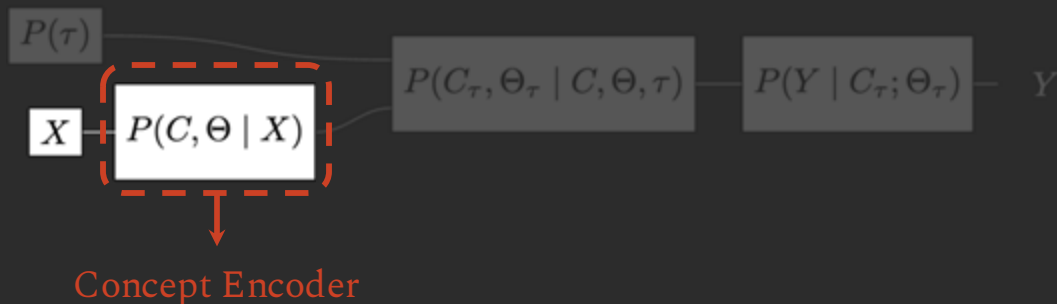 P(τ)
X
P(C, Θ | X)
P(C_τ, Θ_τ | C, Θ, τ)
P(Y | C_τ; Θ_τ)
Y
Concept Encoder